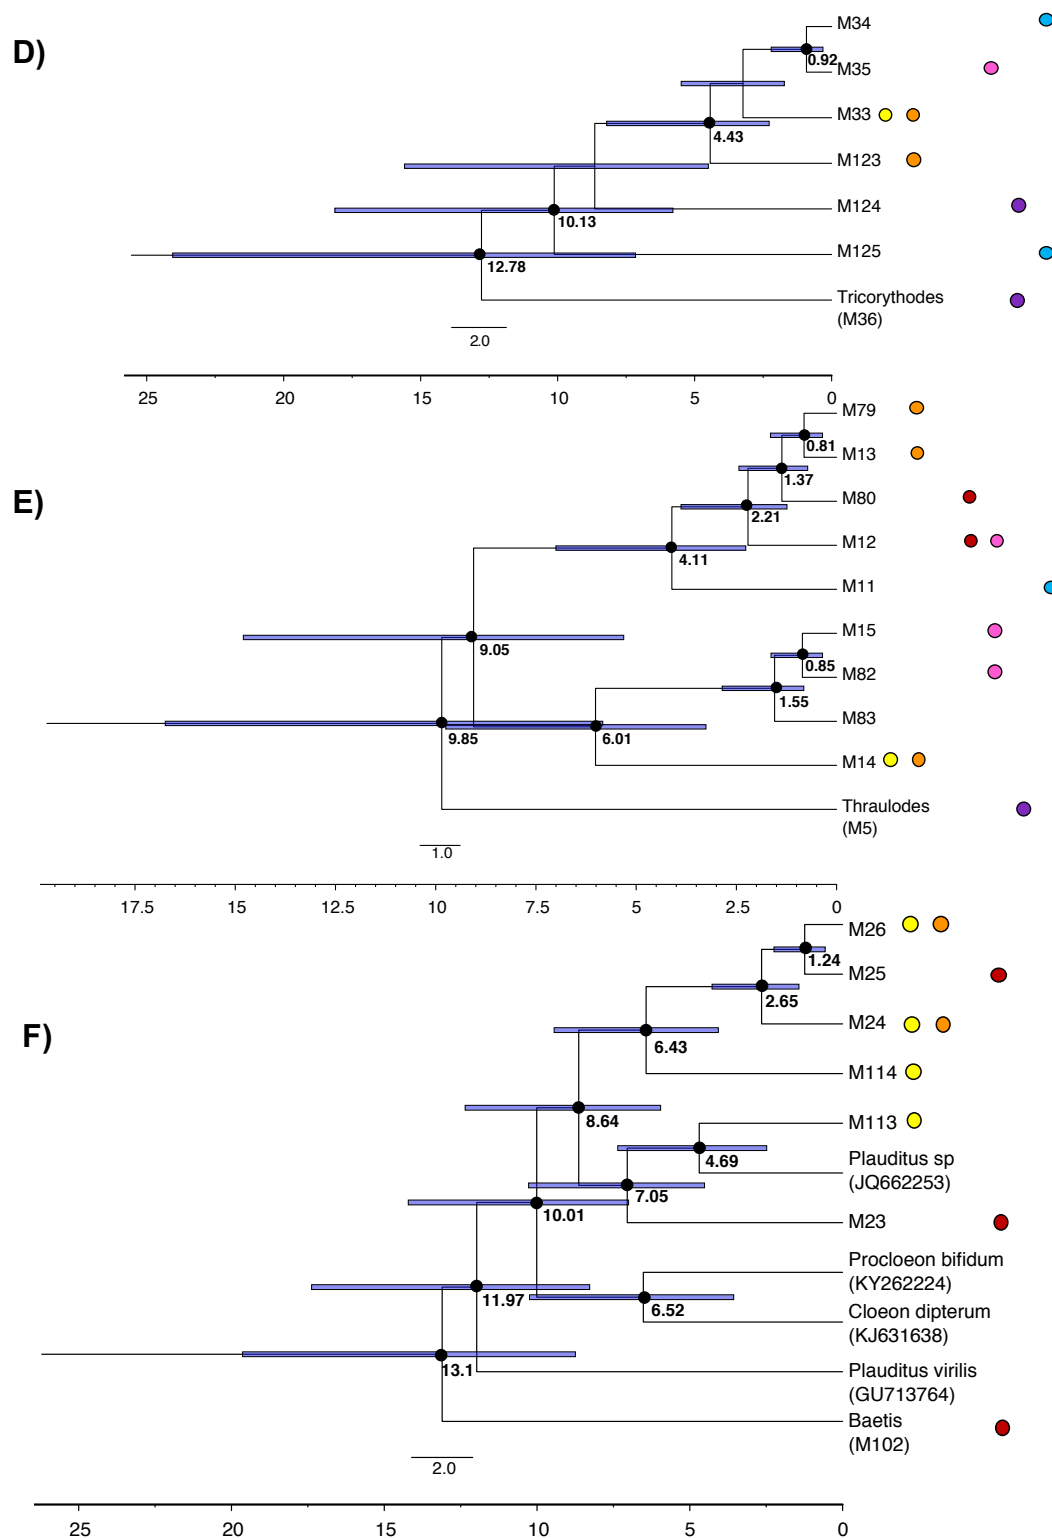 D)
M34
0.92
M35
M33
4.43
M123
M124
10.13
M125
12.78
Tricorythodes
(M36)
2.0
25 20 15 10 5 0
E)
M79
0.81
M13
1.37
M80
2.21
M12
4.11
M11
M15
9.05
0.85
M82
1.55
M83
9.85
6.01
M14
Thraulodes
(M5)
1.0
17.5 15 12.5 10 7.5 5 2.5 0
F)
M26
1.24
M25
2.65
M24
6.43
M114
8.64
M113
4.69
Plauditus sp
(JQ662253)
7.05
10.01
M23
Procloeon bifidum
(KY262224)
11.97
6.52
Cloeon dipterum
(KJ631638)
13.1
Plauditus virilis
(GU713764)
Baetis
(M102)
2.0
25 20 15 10 5 0